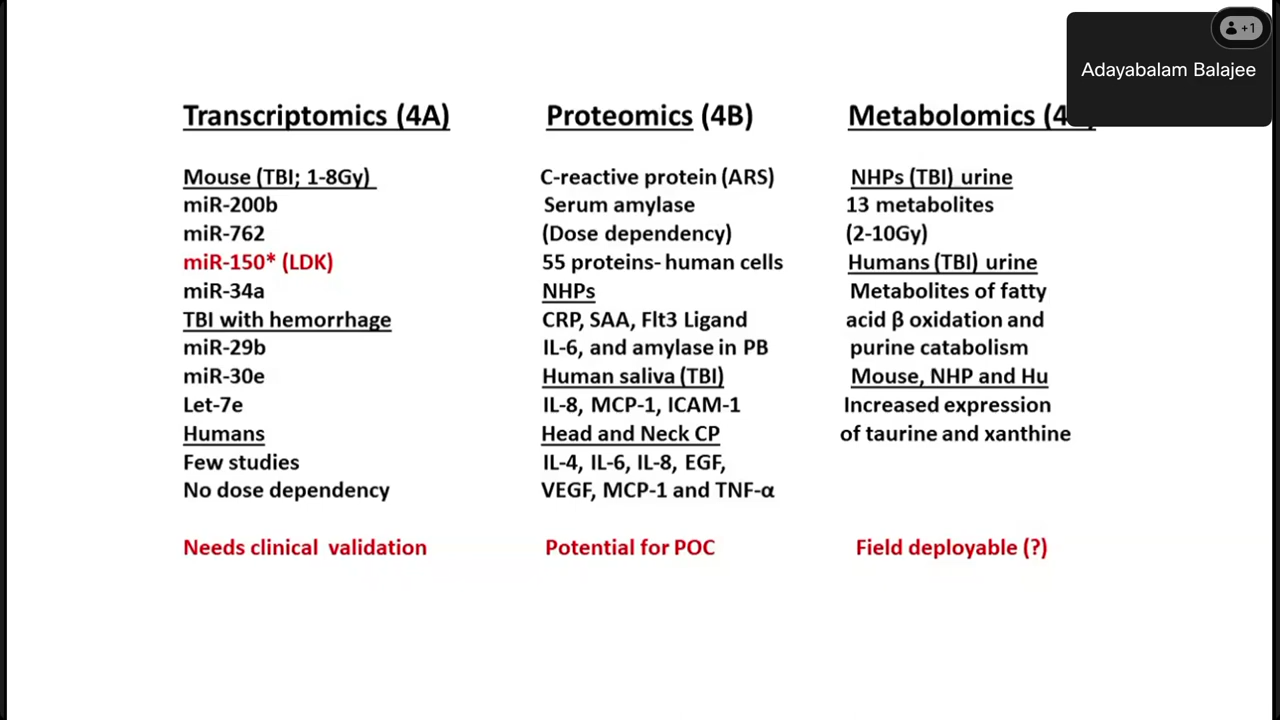 +1
Adayabalam Balajee
Transcriptomics (4A)
Mouse (TBI; 1-8Gy)
miR-200b
miR-762
miR-150* (LDK)
miR-34a
TBI with hemorrhage
miR-29b
miR-30e
Let-7e
Humans
Few studies
No dose dependency
Needs clinical validation
Proteomics (4B)
C-reactive protein (ARS)
Serum amylase
(Dose dependency)
55 proteins- human cells
NHPs
CRP, SAA, Flt3 Ligand
IL-6, and amylase in PB
Human saliva (TBI)
IL-8, MCP-1, ICAM-1
Head and Neck CP
IL-4, IL-6, IL-8, EGF,
VEGF, MCP-1 and TNF-α
Potential for POC
Metabolomics
NHPs (TBI) urine
13 metabolites
(2-10Gy)
Humans (TBI) urine
Metabolites of fatty
acid β oxidation and
purine catabolism
Mouse, NHP and Hu
Increased expression
of taurine and xanthine
Field deployable (?)